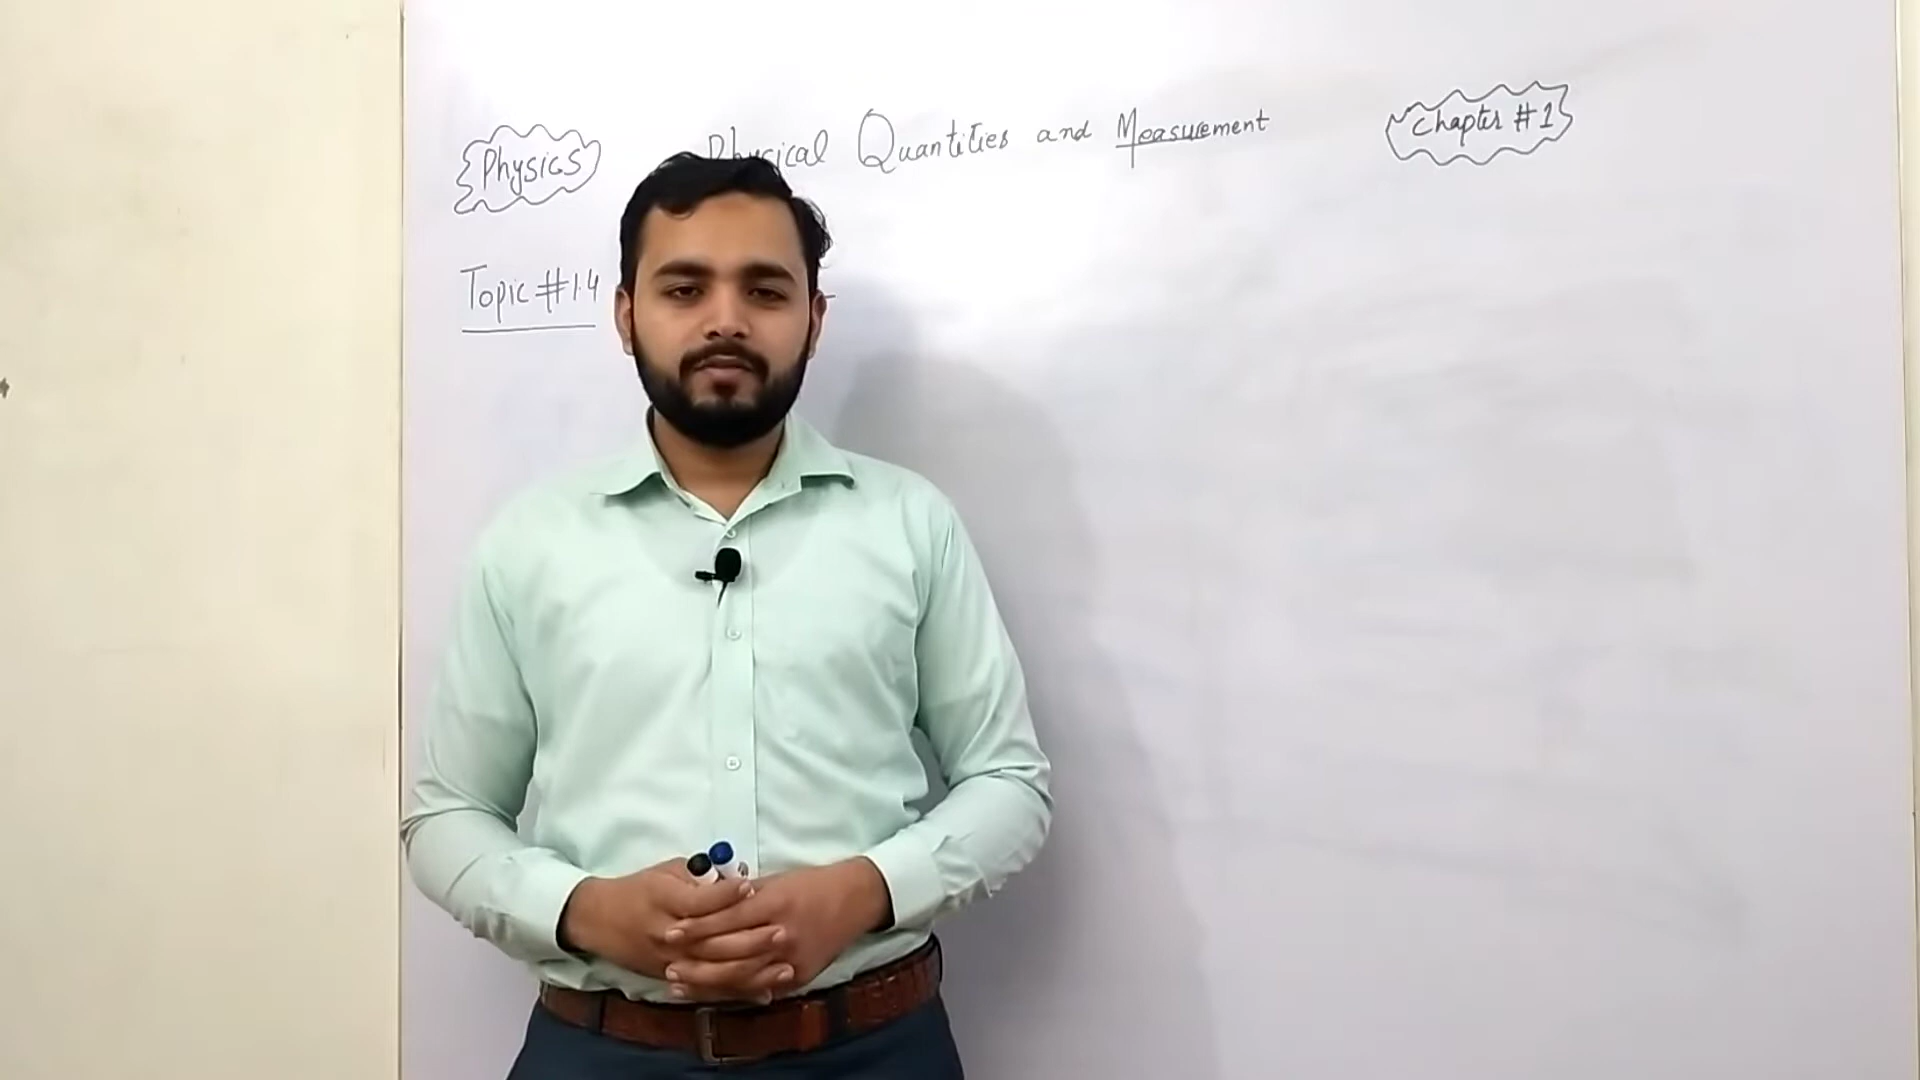 Physics
Physical Quantities and Measurement
Chapter #1
Topic #1.4